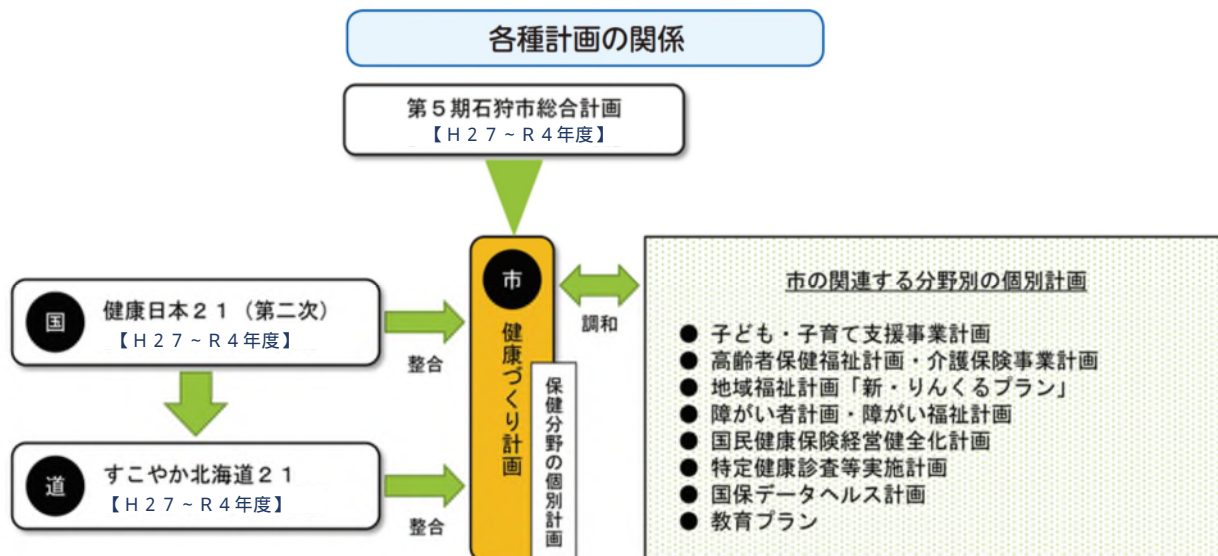 各種計画の関係
第５期石狩市総合計画
【Ｈ２７~Ｒ４年度】
国
健康日本２１（第二次）
【Ｈ２７~Ｒ４年度】
整合
道
すこやか北海道２１
【Ｈ２７~Ｒ４年度】
整合
市
健康づくり計画
保健分野の個別計画
調和
市の関連する分野別の個別計画
● 子ども・子育て支援事業計画
● 高齢者保健福祉計画・介護保険事業計画
● 地域福祉計画「新・りんくるプラン」
● 障がい者計画・障がい福祉計画
● 国民健康保険経営健全化計画
● 特定健康診査等実施計画
● 国保データヘルス計画
● 教育プラン